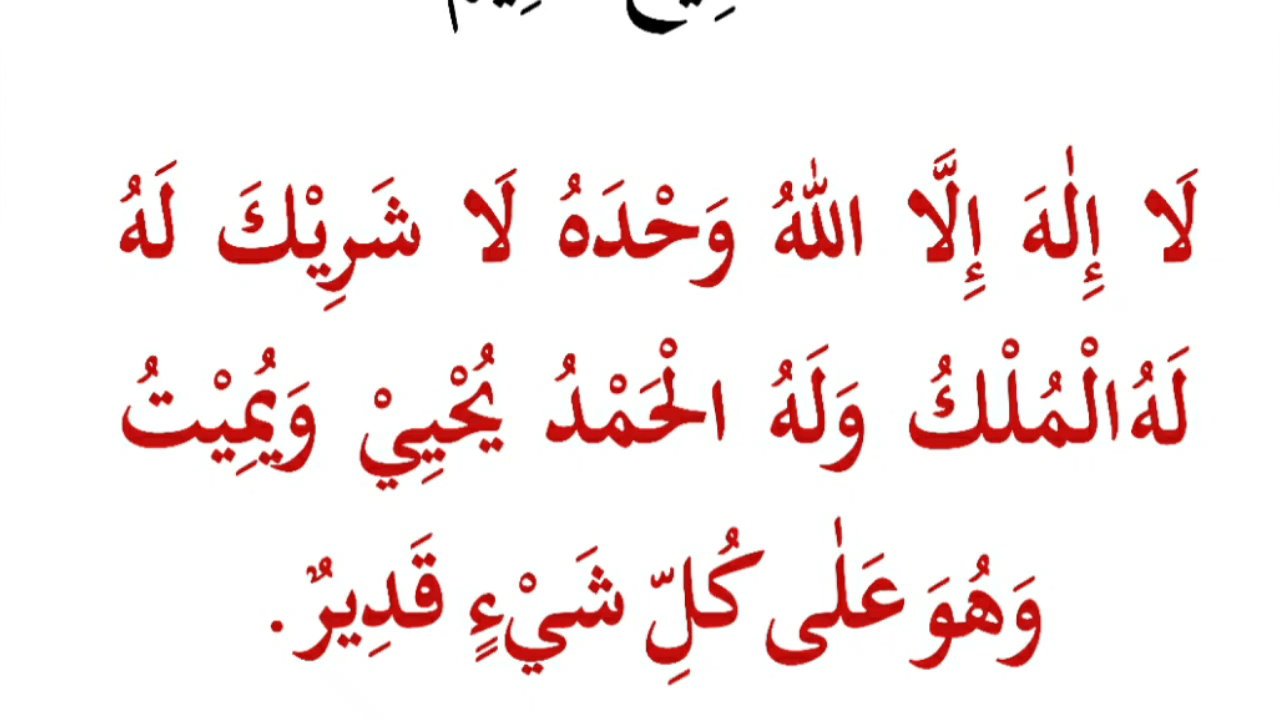 لَا إِلٰهَ إِلَّا اللّٰهُ وَحْدَهُ لَا شَرِيْكَ لَهُ
لَهُ الْمُلْكُ وَلَهُ الْحَمْدُ يُحْيِيْ وَيُمِيْتُ
وَهُوَ عَلٰى كُلِّ شَيْءٍ قَدِيرٌ.